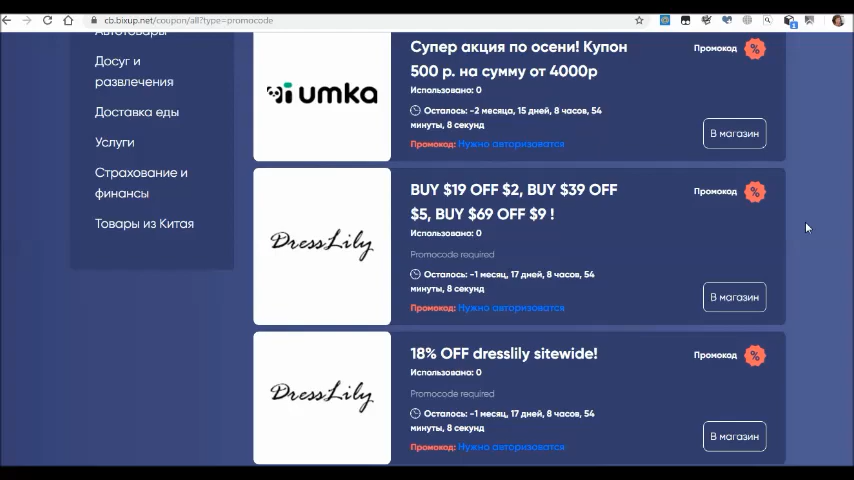 cb.bixup.net/coupon/all?type=promocode
Автотовары
Досуг и
развлечения
Доставка еды
Услуги
Страхование и
финансы
Товары из Китая
umka
Супер акция по осени! Купон
500 р. на сумму от 4000р
Использовано: 0
Осталось: -2 месяца, 15 дней, 8 часов, 54
минуты, 8 секунд
Промокод: Нужно авторизоватся
Промокод
%
В магазин
DressLily
BUY $19 OFF $2, BUY $39 OFF
$5, BUY $69 OFF $9 !
Использовано: 0
Promocode required
Осталось: -1 месяц, 17 дней, 8 часов, 54
минуты, 8 секунд
Промокод: Нужно авторизоватся
Промокод
%
В магазин
DressLily
18% OFF dresslily sitewide!
Использовано: 0
Promocode required
Осталось: -1 месяц, 17 дней, 8 часов, 54
минуты, 8 секунд
Промокод: Нужно авторизоватся
Промокод
%
В магазин